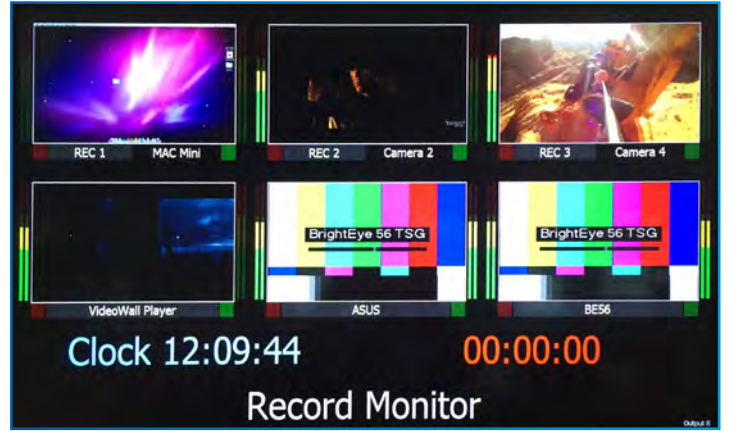 REC 1 MAC Mini
REC 2 Camera 2
REC 3 Camera 4
BrightEye 56 TSG
BrightEye 56 TSG
VideoWall Player
ASUS
BE56
Clock 12:09:44
00:00:00
Record Monitor
Output 8